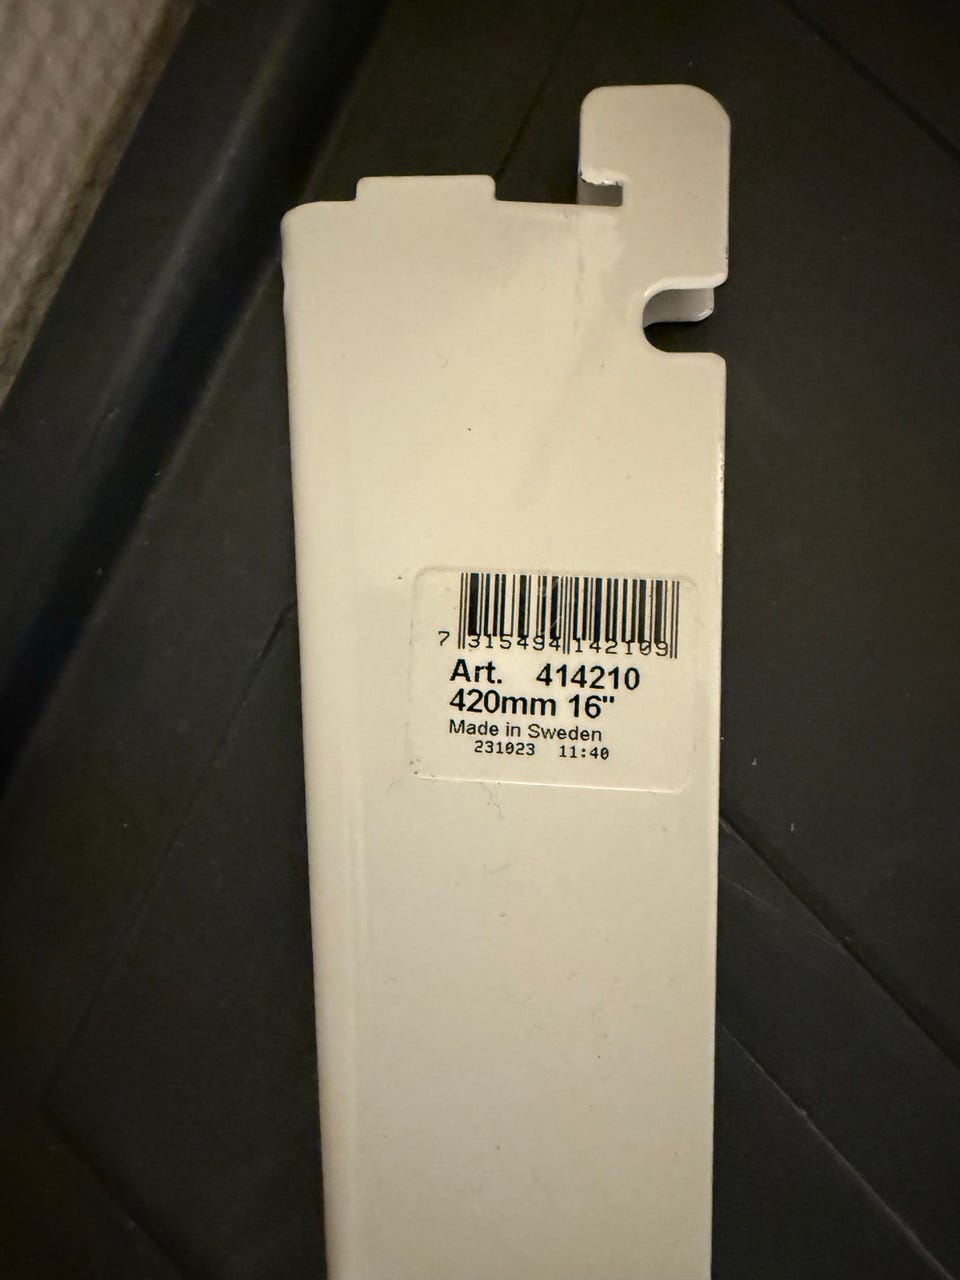 7 315494 142109
Art. 414210
420mm 16"
Made in Sweden
231023 11:40